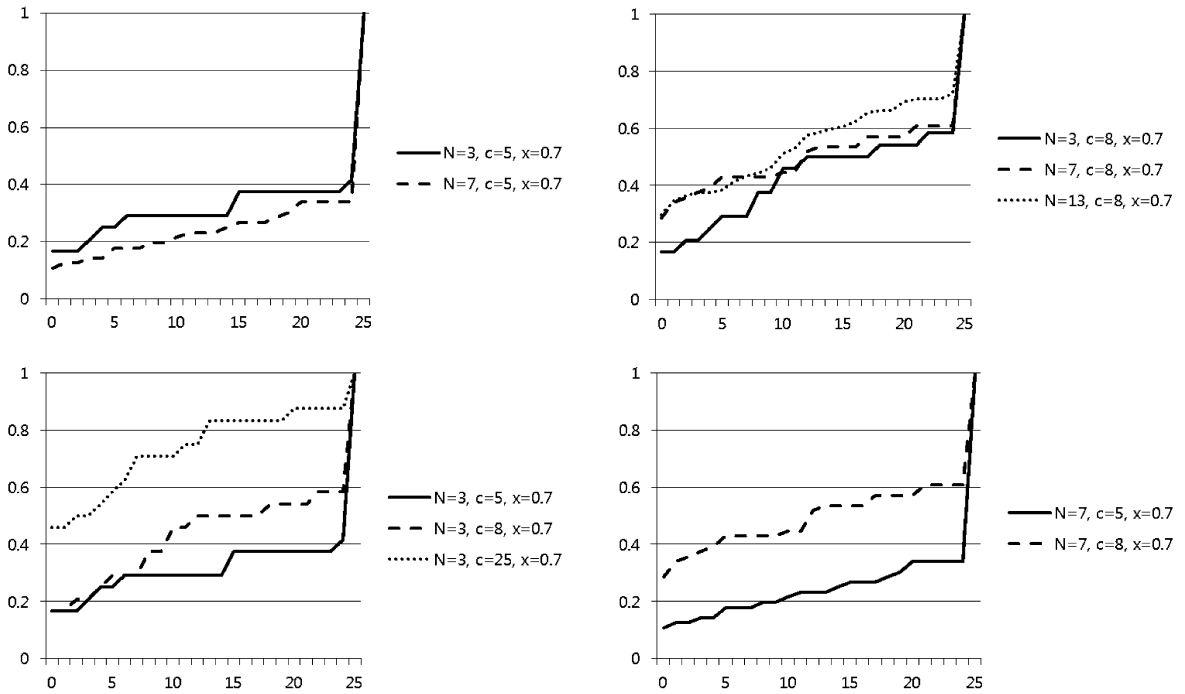 1
0.8
0.6
0.4
0.2
0
0 5 10 15 20 25
N=3, c=5, x=0.7
N=7, c=5, x=0.7
1
0.8
0.6
0.4
0.2
0
0 5 10 15 20 25
N=3, c=8, x=0.7
N=7, c=8, x=0.7
N=13, c=8, x=0.7
1
0.8
0.6
0.4
0.2
0
0 5 10 15 20 25
N=3, c=5, x=0.7
N=3, c=8, x=0.7
N=3, c=25, x=0.7
1
0.8
0.6
0.4
0.2
0
0 5 10 15 20 25
N=7, c=5, x=0.7
N=7, c=8, x=0.7